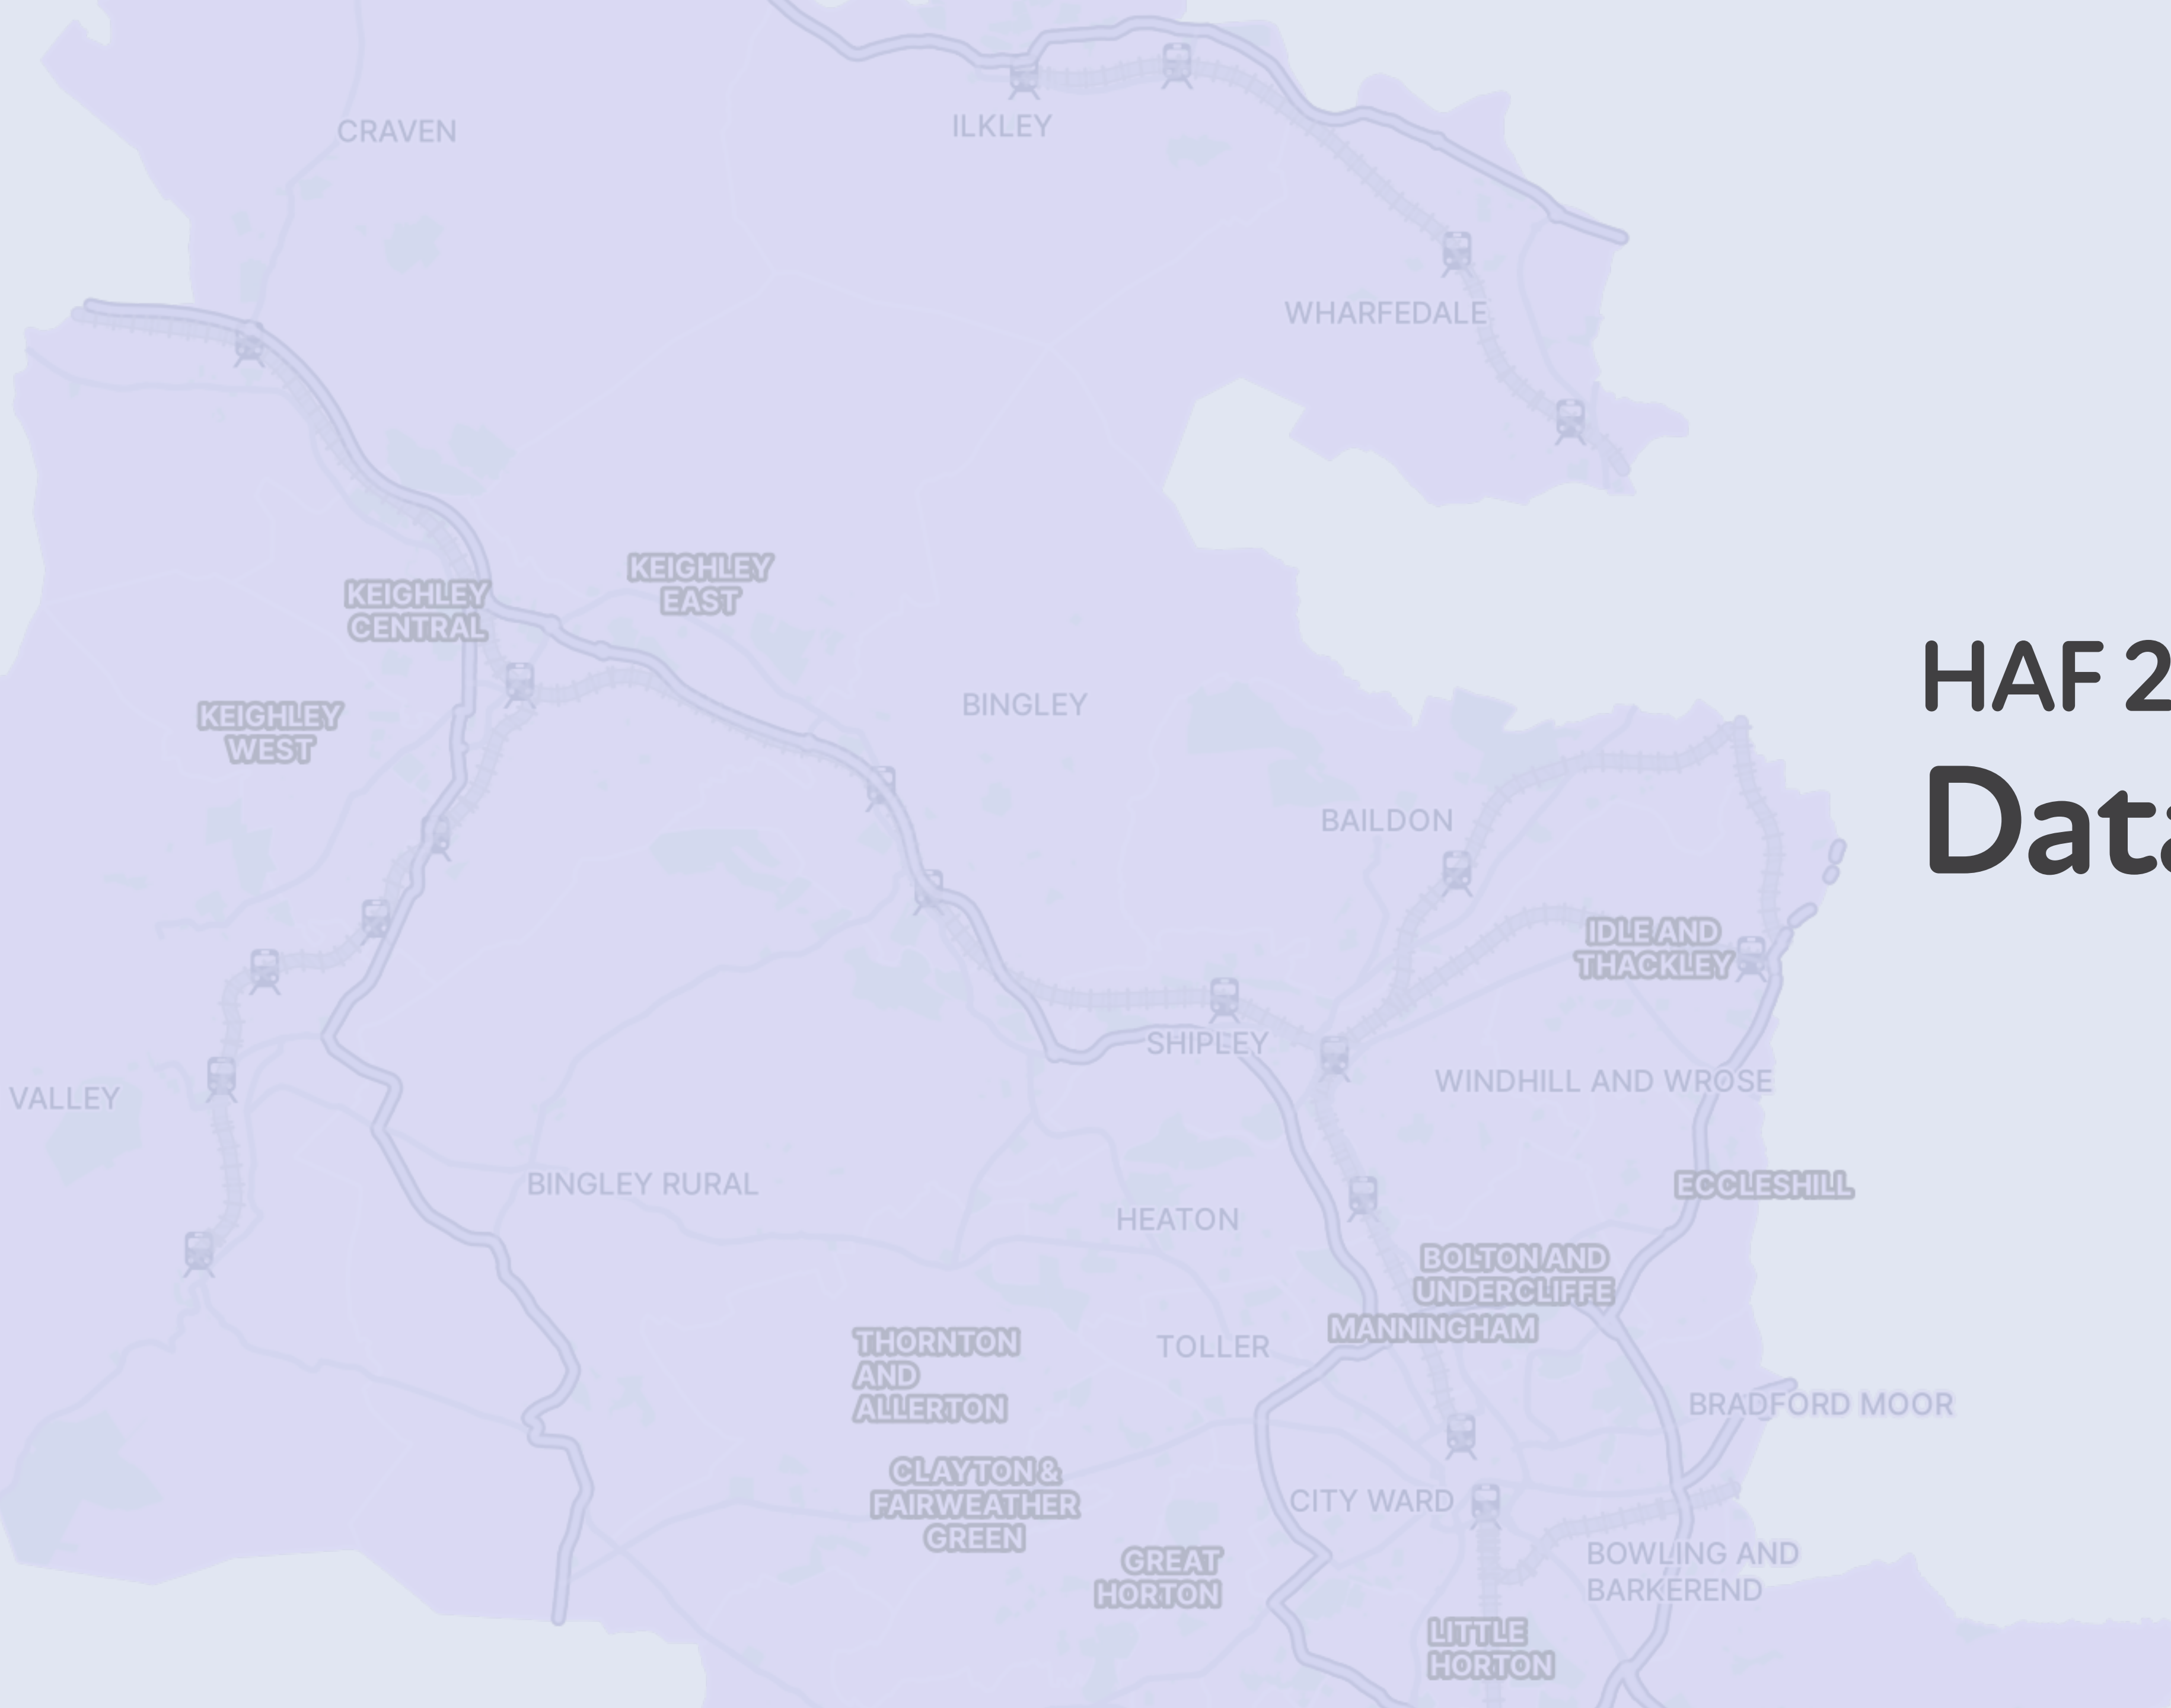 CRAVEN
ILKLEY
WHARFEDALE
KEIGHLEY
EAST
KEIGHLEY
CENTRAL
KEIGHLEY
WEST
BINGLEY
HAF 2
Data
BAILDON
IDLE AND
THACKLEY
SHIPLEY
WINDHILL AND WROSE
VALLEY
BINGLEY RURAL
ECCLESHILL
HEATON
BOLTON AND
UNDERCLIFFE
MANNINGHAM
THORNTON
AND
ALLERTON
TOLLER
BRADFORD MOOR
CLAYTON &
FAIRWEATHER
GREEN
CITY WARD
GREAT
HORTON
BOWLING AND
BARKEREND
LITTLE
HORTON